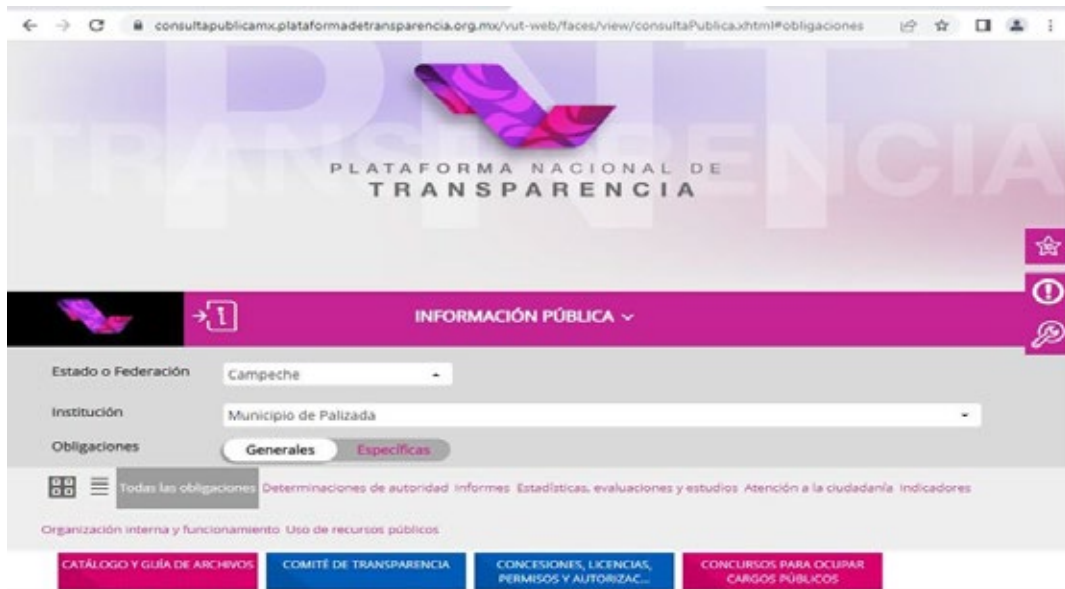 consultapublicamx.plataformadetransparencia.org.mx/vut-web/faces/view/consultaPublica.xhtml#obligaciones
PNT
TRANSPARENCIA
PLATAFORMA NACIONAL DE
TRANSPARENCIA
INFORMACIÓN PÚBLICA
Estado o Federación Campeche
Institución Municipio de Palizada
Obligaciones Generales Específicas
Todas las obligaciones Determinaciones de autoridad Informes Estadísticas, evaluaciones y estudios Atención a la ciudadanía Indicadores
Organización interna y funcionamiento Uso de recursos públicos
CATÁLOGO Y GUÍA DE ARCHIVOS
COMITÉ DE TRANSPARENCIA
CONCESIONES, LICENCIAS,
PERMISOS Y AUTORIZAC...
CONCURSOS PARA OCUPAR
CARGOS PÚBLICOS